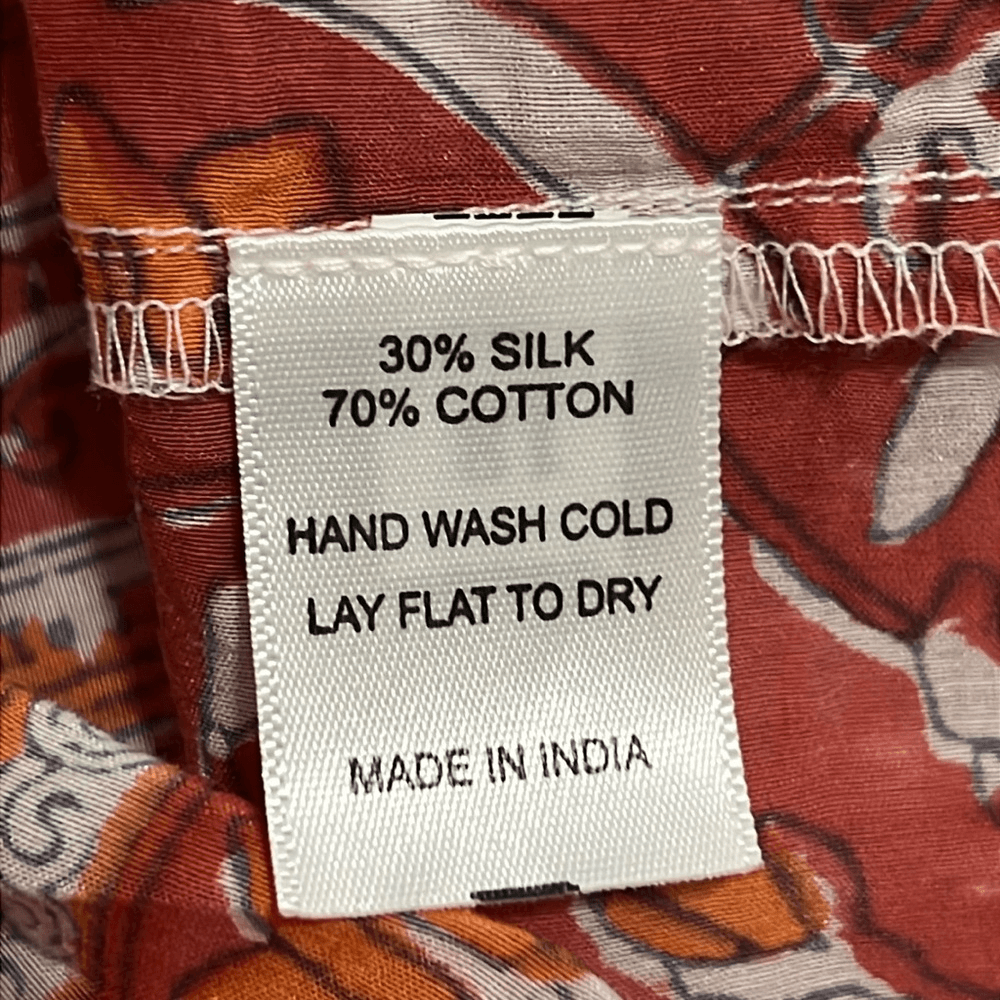 30% SILK
70% COTTON
HAND WASH COLD
LAY FLAT TO DRY
MADE IN INDIA